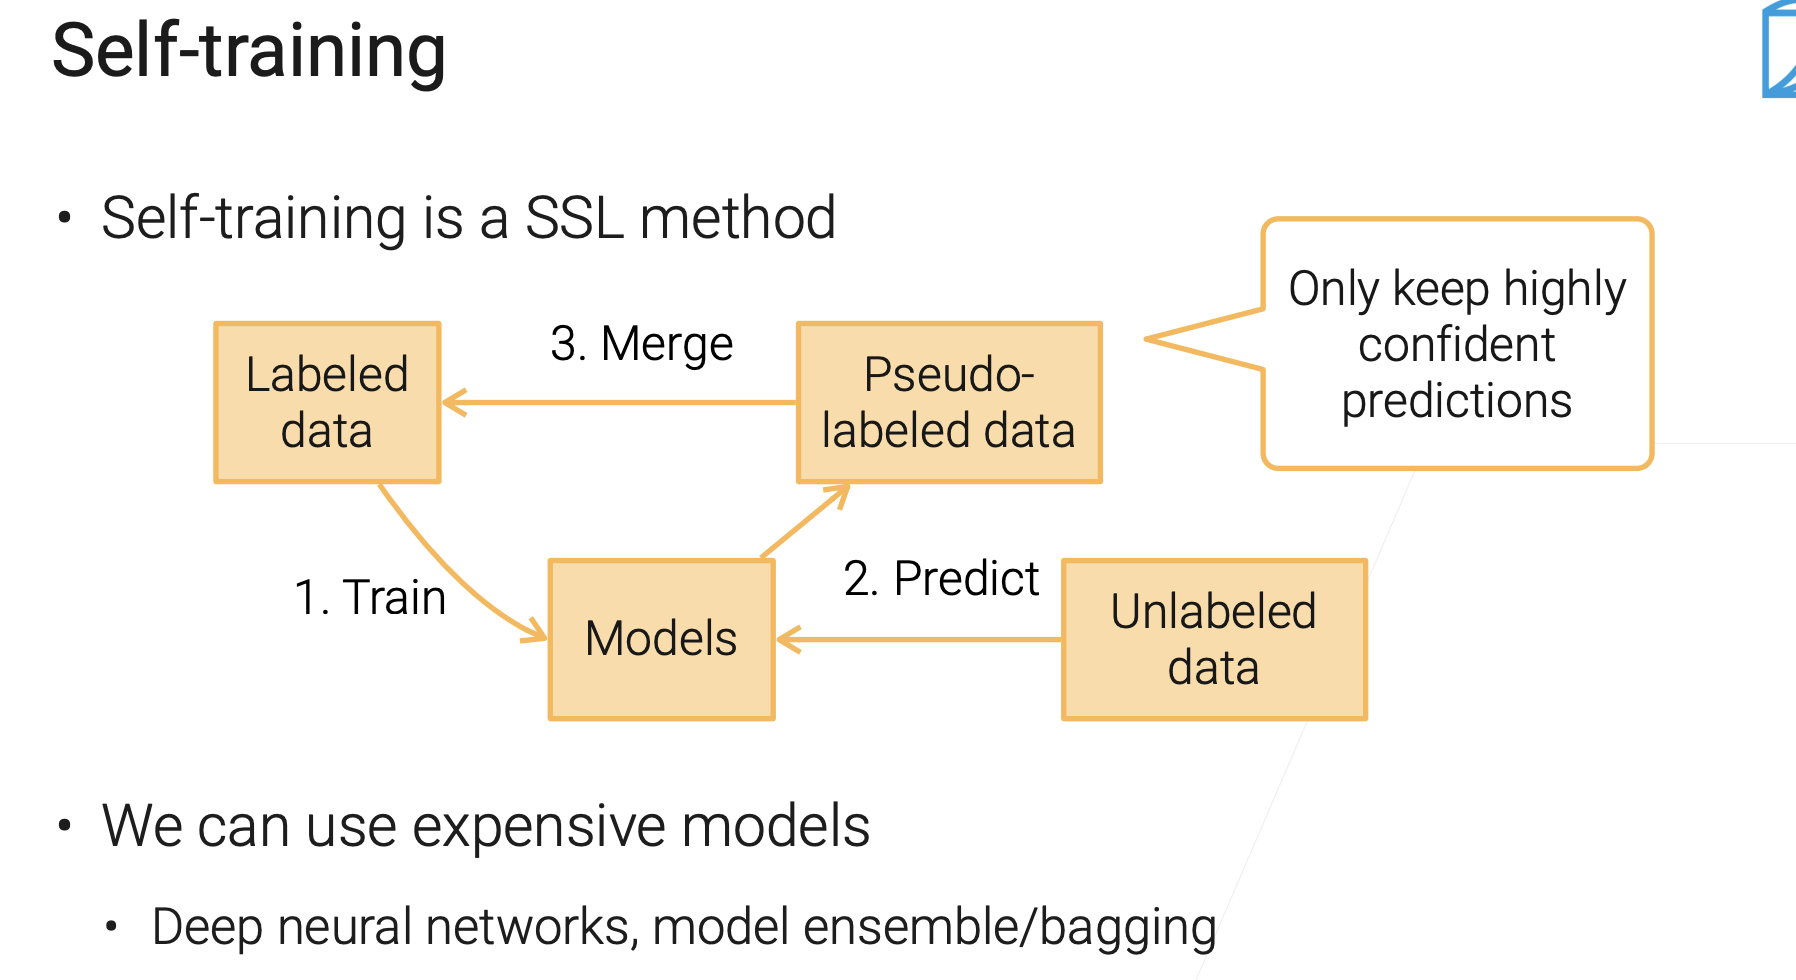 Self-training
• Self-training is a SSL method
Only keep highly
confident
predictions
3. Merge
Labeled
data
Pseudo-
labeled data
1. Train
2. Predict
Models
Unlabeled
data
• We can use expensive models
• Deep neural networks, model ensemble/bagging